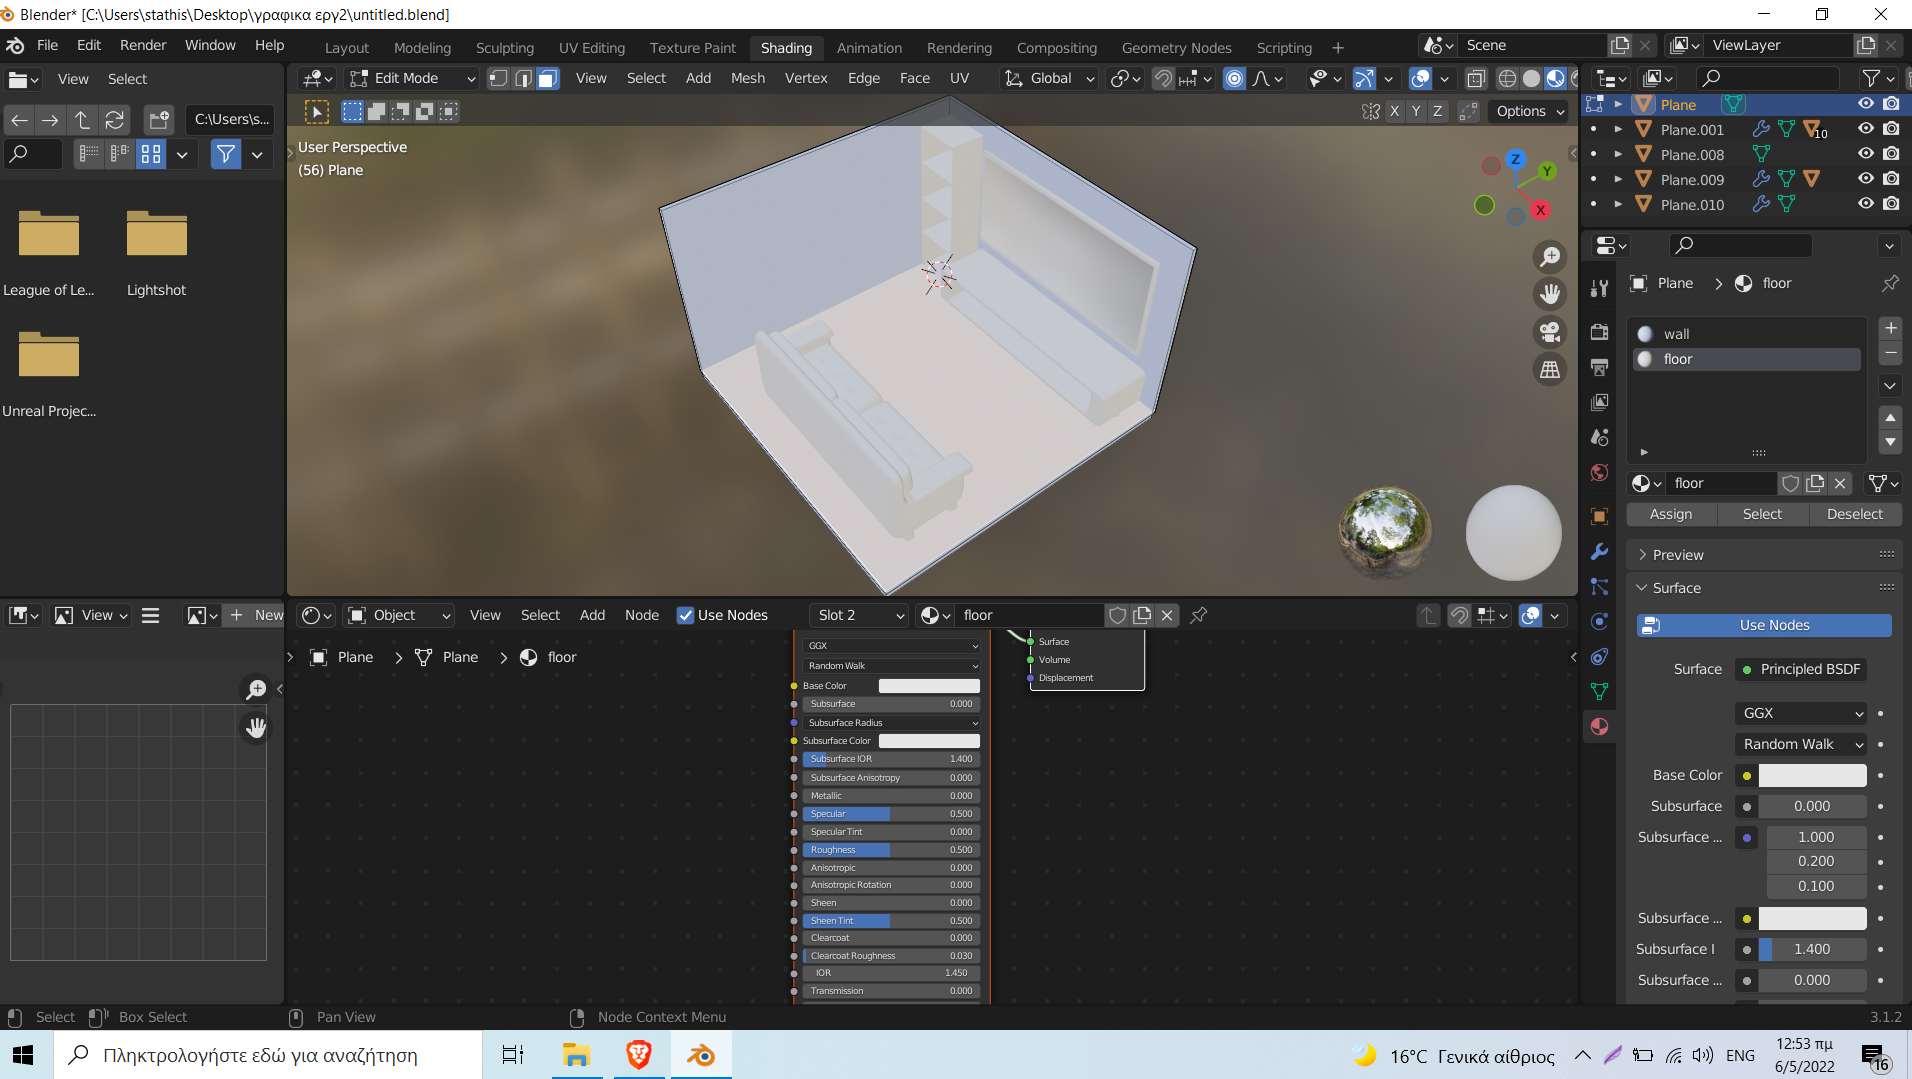 Blender* [C:\Users\stathis\Desktop\γραφικα εργ2\untitled.blend]
File Edit Render Window Help
Layout Modeling Sculpting UV Editing Texture Paint Shading Animation Rendering Compositing Geometry Nodes Scripting +
Scene
ViewLayer
View Select
Edit Mode View Select Add Mesh Vertex Edge Face UV Global
C:\Users\s...
X Y Z Options
User Perspective
(56) Plane
Z
Y
X
League of Le...
Lightshot
Unreal Projec...
Plane
Plane.001
10
Plane.008
Plane.009
Plane.010
Plane > floor
wall
floor
floor
Assign Select Deselect
Preview
Surface
Use Nodes
Surface Principled BSDF
GGX
Random Walk
Base Color
Subsurface 0.000
Subsurface ... 1.000
0.200
0.100
Subsurface ...
Subsurface I 1.400
Subsurface ... 0.000
View + New
Object View Select Add Node Use Nodes Slot 2 floor
Plane > Plane > floor
GGX
Random Walk
Base Color
Subsurface 0.000
Subsurface Radius
Subsurface Color
Subsurface IOR 1.400
Subsurface Anisotropy 0.000
Metallic 0.000
Specular 0.500
Specular Tint 0.000
Roughness 0.500
Anisotropic 0.000
Anisotropic Rotation 0.000
Sheen 0.000
Sheen Tint 0.500
Clearcoat 0.000
Clearcoat Roughness 0.030
IOR 1.450
Transmission 0.000
Surface
Volume
Displacement
Select Box Select Pan View Node Context Menu 3.1.2
Πληκτρολογήστε εδώ για αναζήτηση
16°C Γενικά αίθριος
ENG
12:53 πμ
6/5/2022
16